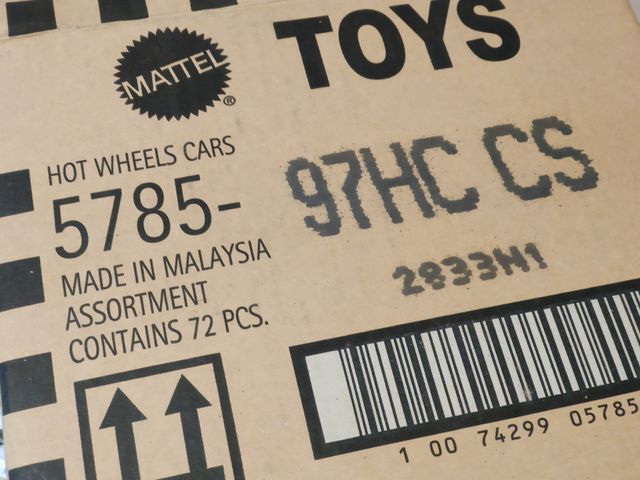 MATTEL®
TOYS
HOT WHEELS CARS
5785-
97HC CS
MADE IN MALAYSIA
ASSORTMENT
CONTAINS 72 PCS.
2833M1
1 00 74299 05785